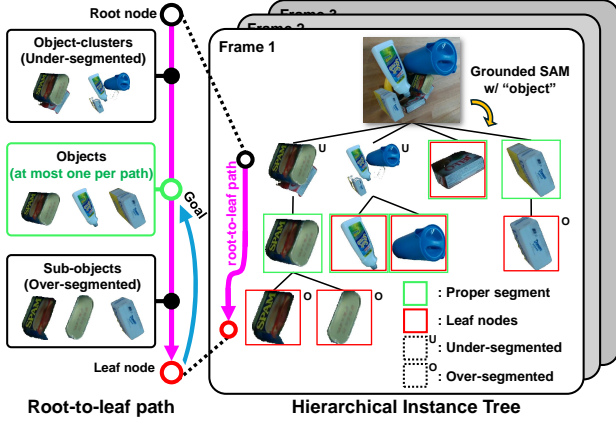 Root node
Object-clusters
(Under-segmented)
Objects
(at most one per path)
Goal
Sub-objects
(Over-segmented)
Leaf node
Root-to-leaf path
Frame 3
Frame 2
Frame 1
Grounded SAM
w/ “object”
root-to-leaf path
U
U
O
O
O
SPAM
SPAM
: Proper segment
: Leaf nodes
U
: Under-segmented
O
: Over-segmented
Hierarchical Instance Tree